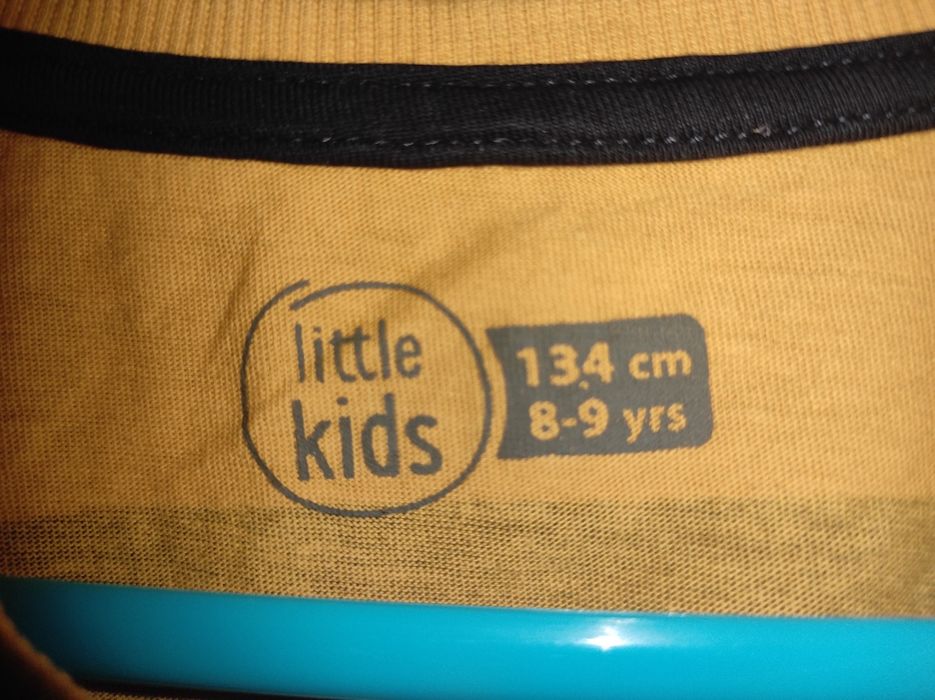 little
kids
134 cm
8-9 yrs